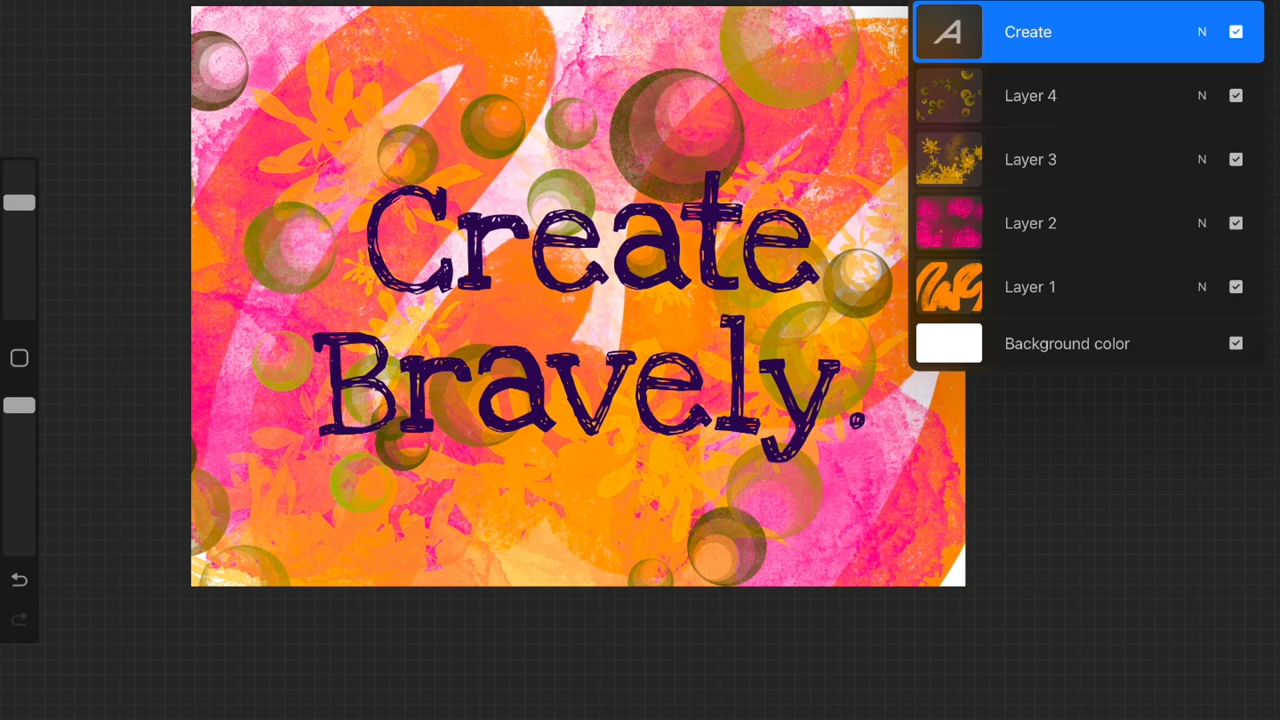 Create
Bravely.
Create N
Layer 4 N
Layer 3 N
Layer 2 N
Layer 1 N
Background color